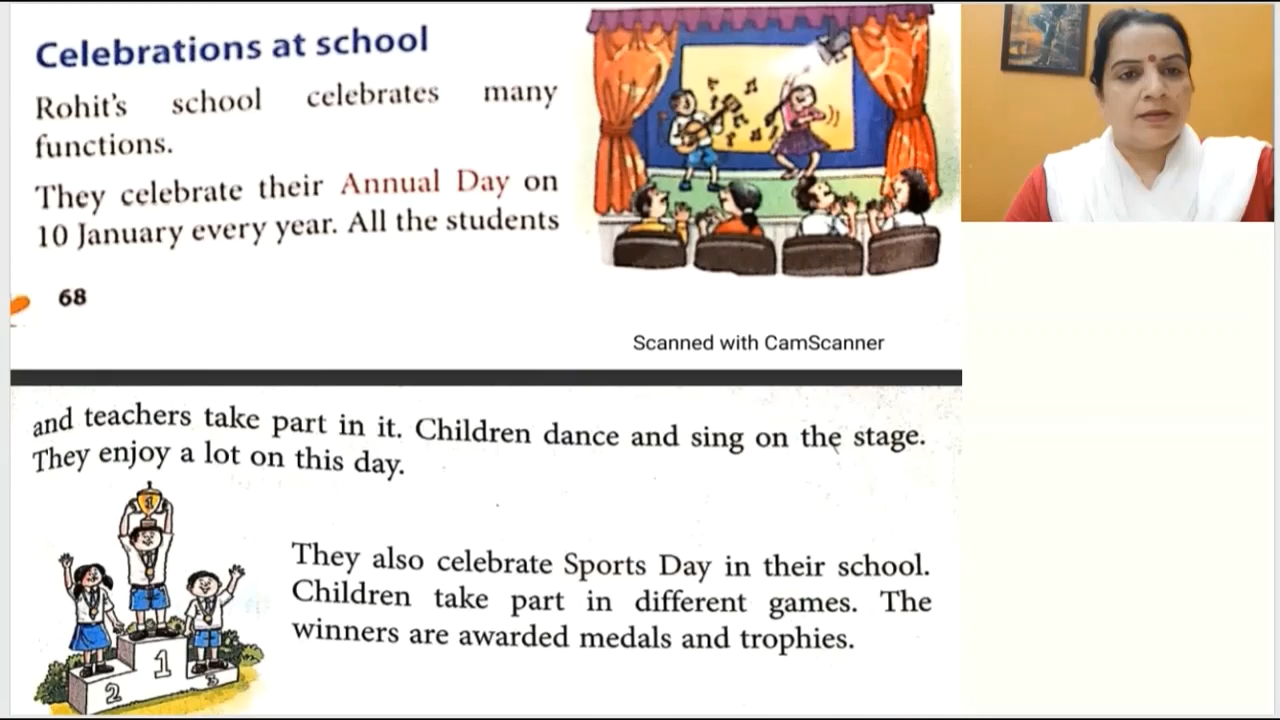 Celebrations at school
Rohit's school celebrates many
functions.
They celebrate their Annual Day on
10 January every year. All the students
68
Scanned with CamScanner
and teachers take part in it. Children dance and sing on the stage.
They enjoy a lot on this day.
They also celebrate Sports Day in their school.
Children take part in different games. The
winners are awarded medals and trophies.
1
2
1
3